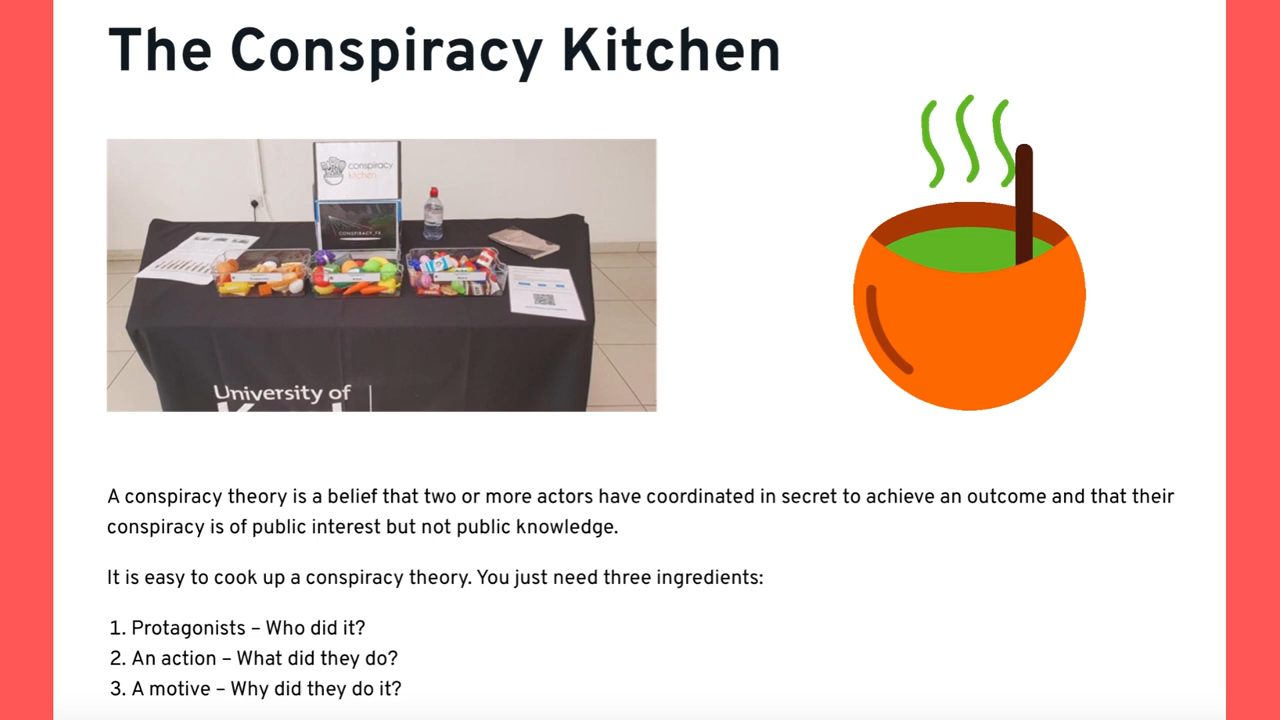 The Conspiracy Kitchen
conspiracy
kitchen
CONSPIRACY_FX
University of
A conspiracy theory is a belief that two or more actors have coordinated in secret to achieve an outcome and that their
conspiracy is of public interest but not public knowledge.
It is easy to cook up a conspiracy theory. You just need three ingredients:
1. Protagonists – Who did it?
2. An action – What did they do?
3. A motive – Why did they do it?